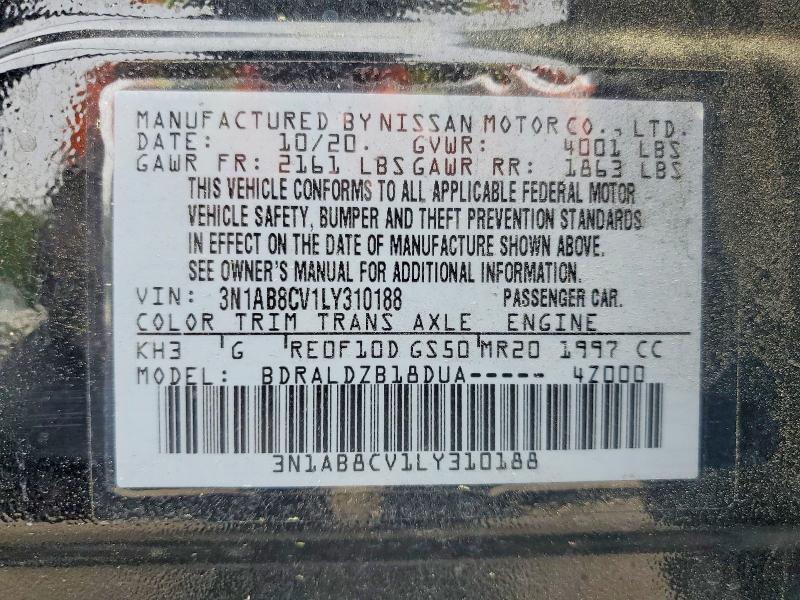 MANUFACTURED BY NISSAN MOTOR CO., LTD.
DATE: 10/20. GVWR: 4001 LBS
GAWR FR: 2161 LBS GAWR RR: 1863 LBS
THIS VEHICLE CONFORMS TO ALL APPLICABLE FEDERAL MOTOR
VEHICLE SAFETY, BUMPER AND THEFT PREVENTION STANDARDS
IN EFFECT ON THE DATE OF MANUFACTURE SHOWN ABOVE.
SEE OWNER'S MANUAL FOR ADDITIONAL INFORMATION.
VIN: 3N1AB8CV1LY310188 PASSENGER CAR.
COLOR TRIM TRANS AXLE ENGINE
KH3 'G 'RE0F10D GS50 'MR20 1997 CC
MODEL: BDRALDZB18DUA----- 4Z000
3N1AB8CV1LY310188